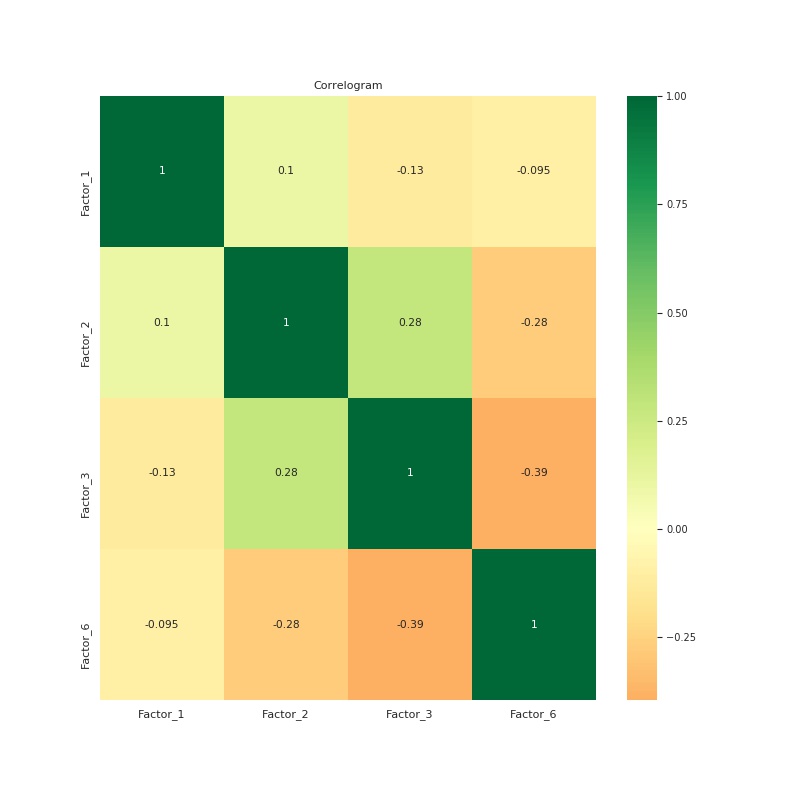 Correlogram
1.00
Factor_1
1
0.1
-0.13
-0.095
0.75
Factor_2
0.1
1
0.28
-0.28
0.50
0.25
Factor_3
-0.13
0.28
1
-0.39
0.00
Factor_6
-0.095
-0.28
-0.39
1
−0.25
Factor_1
Factor_2
Factor_3
Factor_6